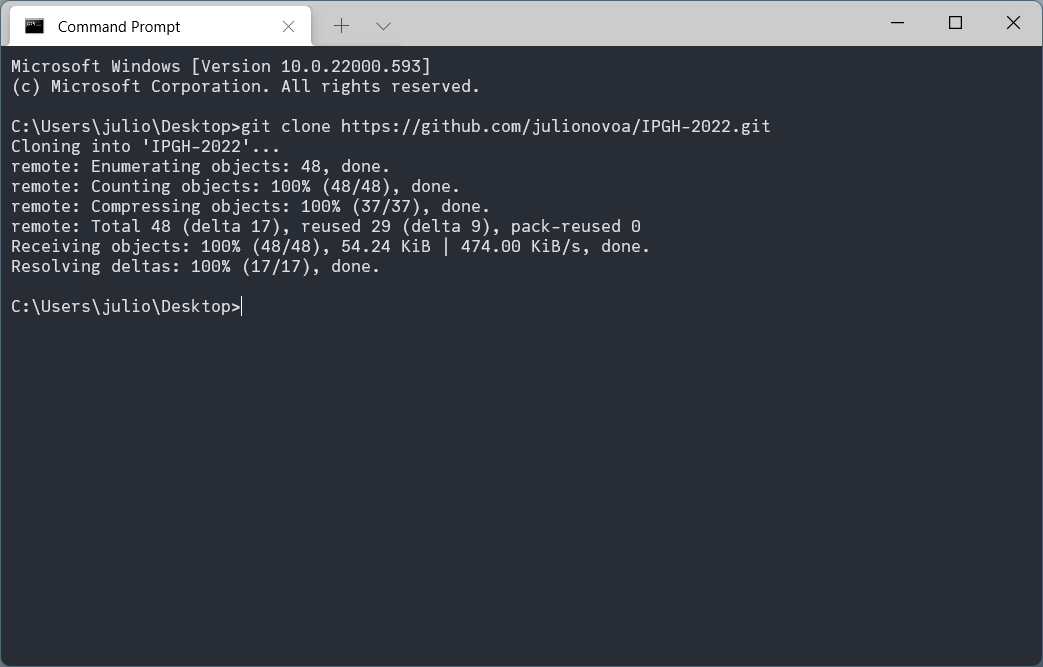 Command Prompt
Microsoft Windows [Version 10.0.22000.593]
(c) Microsoft Corporation. All rights reserved.
C:\Users\julio\Desktop>git clone https://github.com/julionovoa/IPGH-2022.git
Cloning into 'IPGH-2022'...
remote: Enumerating objects: 48, done.
remote: Counting objects: 100% (48/48), done.
remote: Compressing objects: 100% (37/37), done.
remote: Total 48 (delta 17), reused 29 (delta 9), pack-reused 0
Receiving objects: 100% (48/48), 54.24 KiB | 474.00 KiB/s, done.
Resolving deltas: 100% (17/17), done.
C:\Users\julio\Desktop>